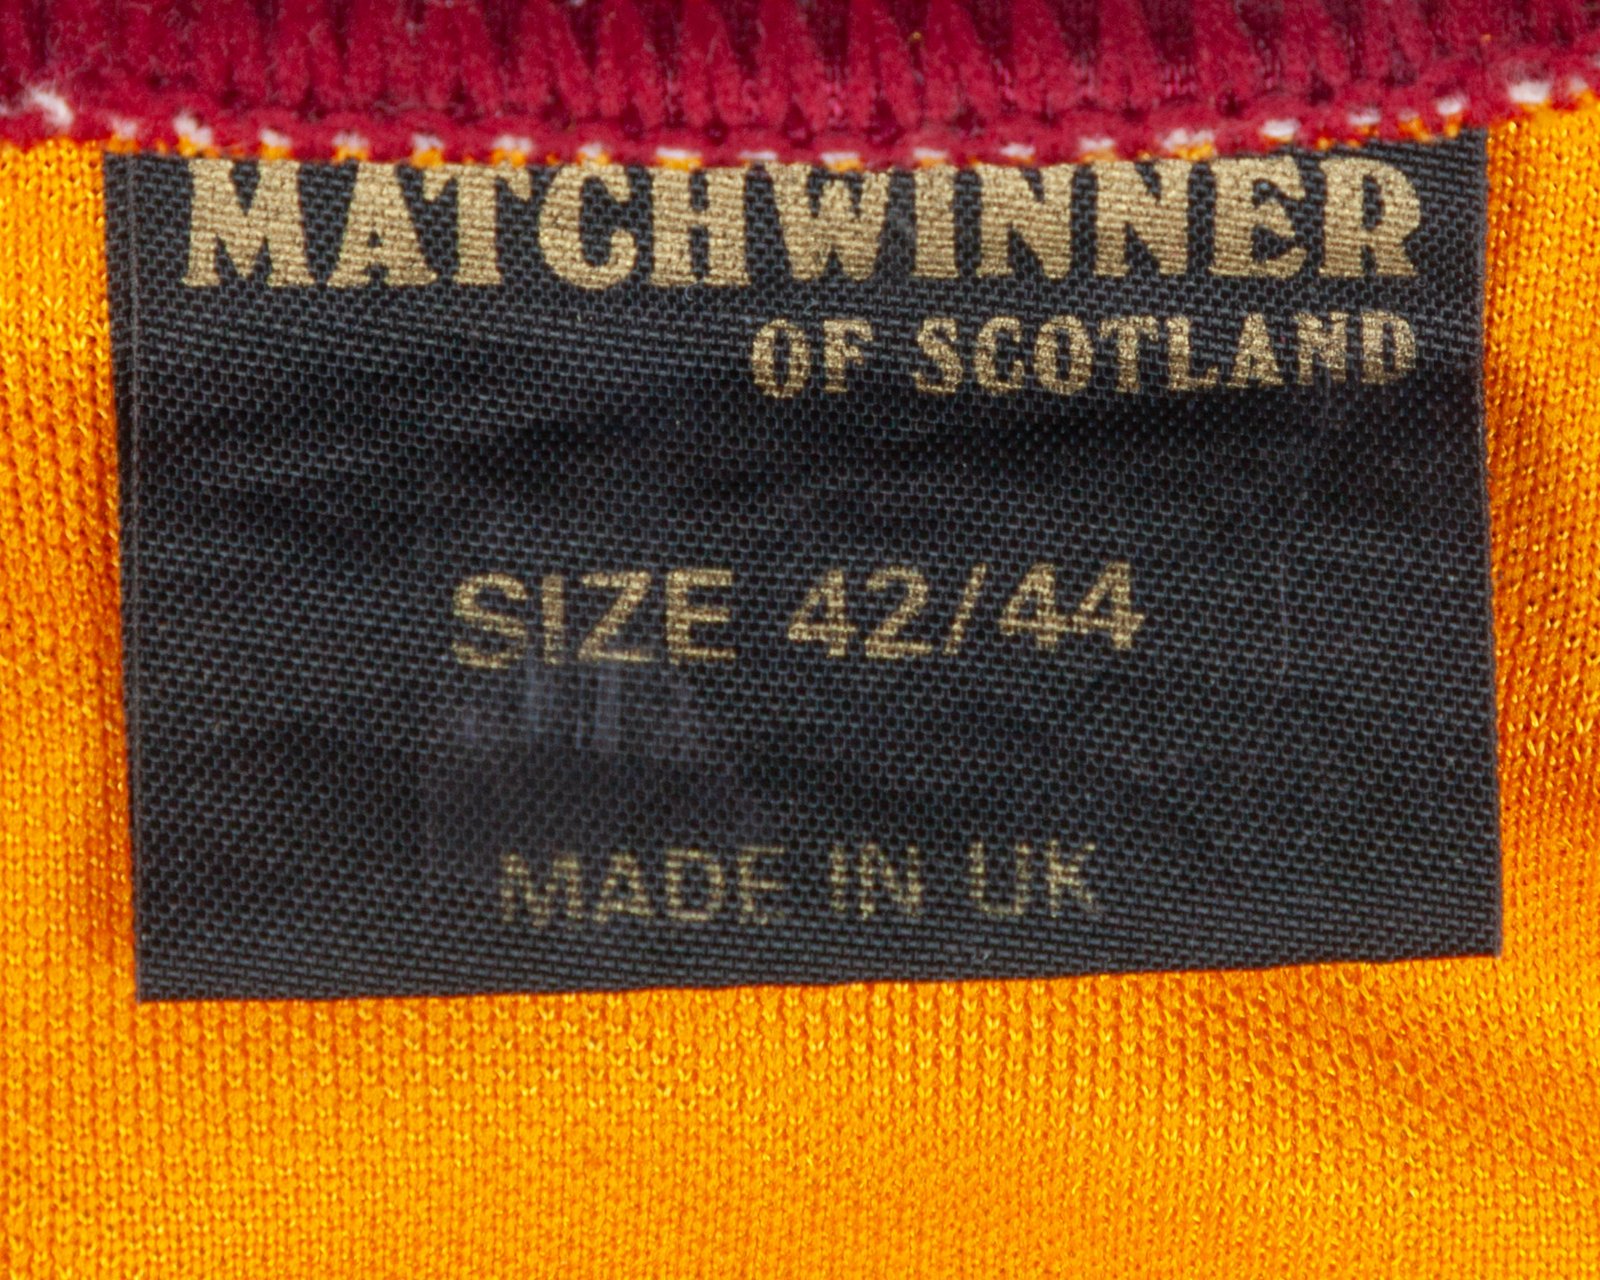 MATCHWINNER
OF SCOTLAND
SIZE 42/44
MADE IN UK